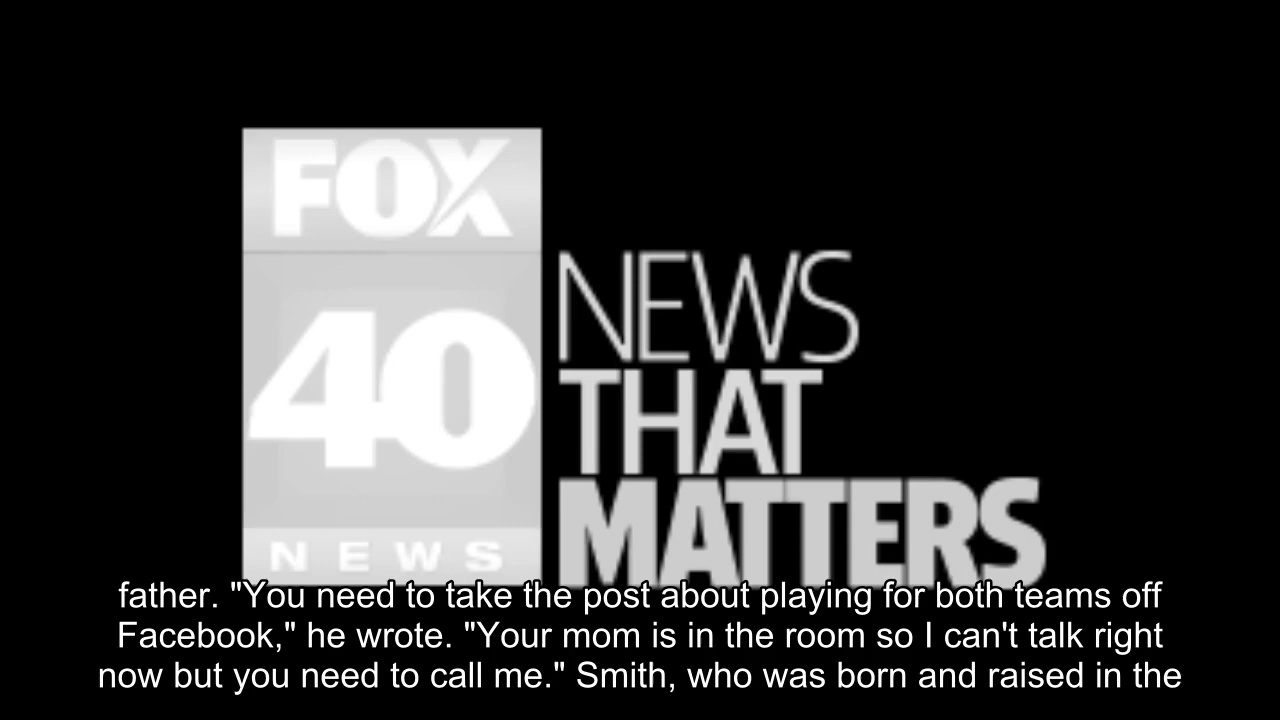 FOX
40
NEWS
NEWS
THAT
MATTERS
father. "You need to take the post about playing for both teams off
Facebook," he wrote. "Your mom is in the room so I can't talk right
now but you need to call me." Smith, who was born and raised in the